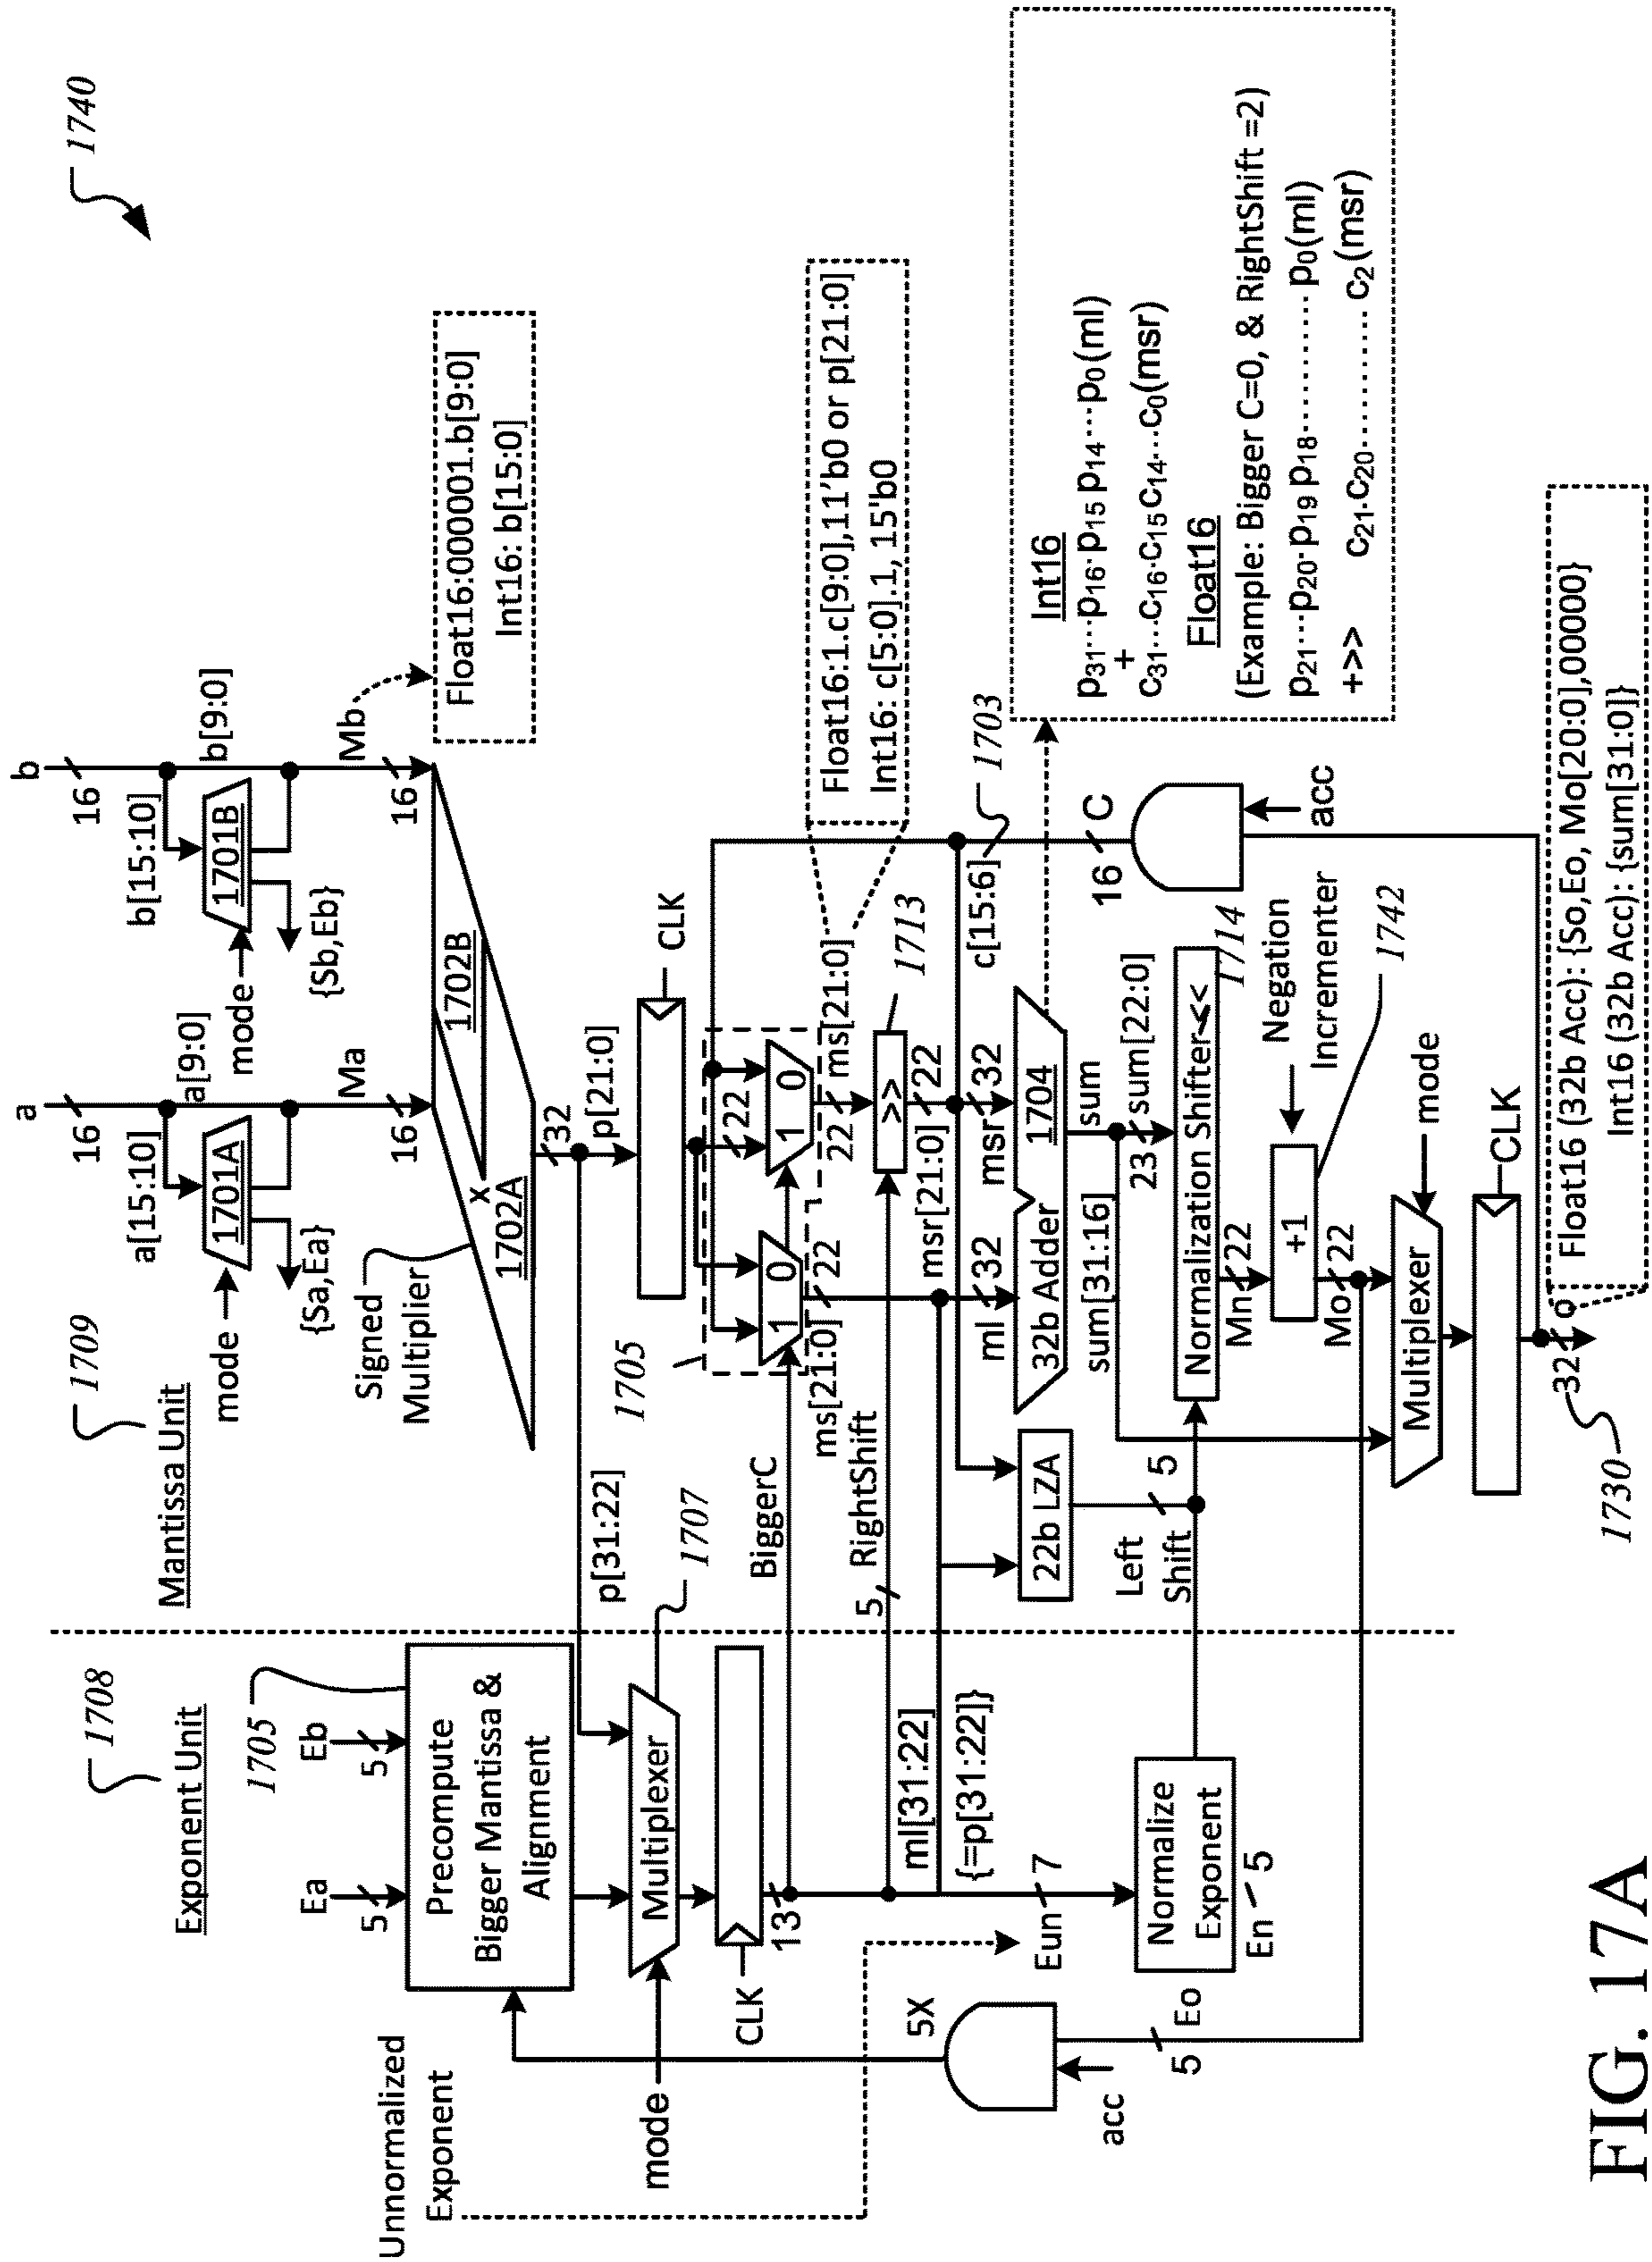 1740
1709
Mantissa Unit
1708
Exponent Unit
a
b
16
16
a[15:10]
a[9:0]
b[15:10]
b[9:0]
1701A
1701B
mode
mode
{Sa,Ea}
{Sb,Eb}
Ma
Mb
16
16
Float16:000001.b[9:0]
Int16: b[15:0]
Signed
Multiplier
x
1702A
1702B
32
p[21:0]
p[31:22]
CLK
Ea
Eb
5
5
1705
Precompute
Bigger Mantissa &
Alignment
Multiplexer
1707
mode
CLK
13
1705
BiggerC
1 0
1 0
22
22
22
ms[21:0]
ms[21:0]
Float16:1.c[9:0],11'b0 or p[21:0]
Int16: c[5:0].1, 15'b0
5
RightShift
>>
1713
22
msr[21:0]
c[15:6]
1703
16
C
acc
ml[31:22]
{=p[31:22]}
ml
32
msr
32
1704
32b Adder
22b LZA
sum
sum[31:16]
23
sum[22:0]
Int16
p31···p16·p15p14···p0(ml)
+
c31···c16·c15c14···c0(msr)
Float16
(Example: Bigger C=0, & RightShift =2)
p21···p20·p19 p18··········p0(ml)
+>> c21.c20·········c2(msr)
Left
Shift
5
Normalization Shifter<<
1714
Mn
22
+1
Negation
Incrementer
1742
Mo
22
Multiplexer
mode
CLK
32
o
1730
Float16 (32b Acc): {So,Eo, Mo[20:0],00000}
Int16 (32b Acc): {sum[31:0]}
Unnormalized
Exponent
Eun
7
Normalize
Exponent
En
5
5X
acc
5
Eo
5
FIG. 17A